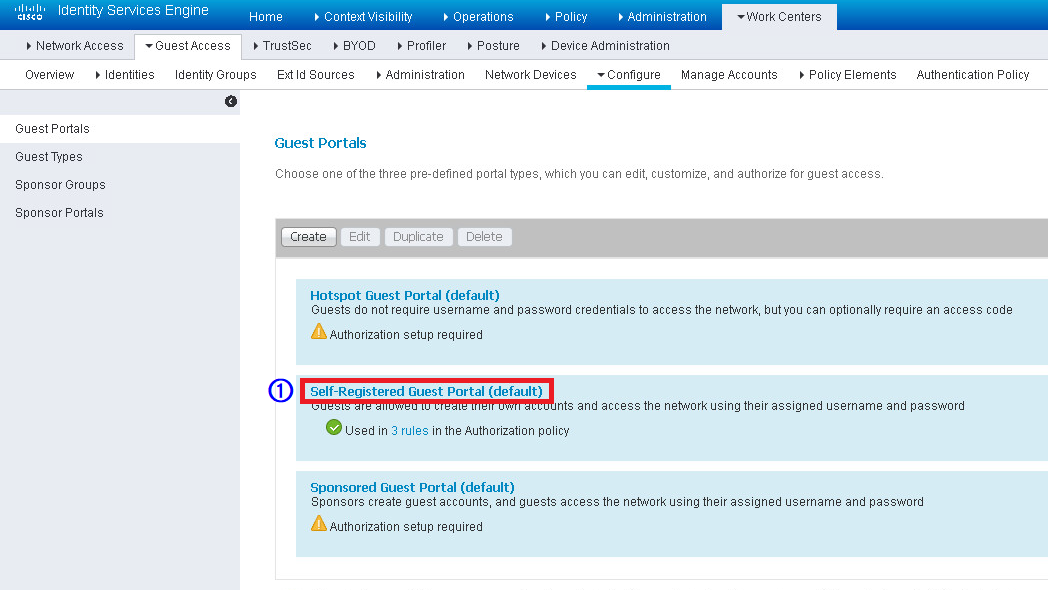 cisco Identity Services Engine Home Context Visibility Operations Policy Administration Work Centers
Network Access Guest Access TrustSec BYOD Profiler Posture Device Administration
Overview Identities Identity Groups Ext Id Sources Administration Network Devices Configure Manage Accounts Policy Elements Authentication Policy
Guest Portals
Guest Types
Sponsor Groups
Sponsor Portals
Guest Portals
Choose one of the three pre-defined portal types, which you can edit, customize, and authorize for guest access.
Create Edit Duplicate Delete
Hotspot Guest Portal (default)
Guests do not require username and password credentials to access the network, but you can optionally require an access code
Authorization setup required
① Self-Registered Guest Portal (default)
Guests are allowed to create their own accounts and access the network using their assigned username and password
Used in 3 rules in the Authorization policy
Sponsored Guest Portal (default)
Sponsors create guest accounts, and guests access the network using their assigned username and password
Authorization setup required